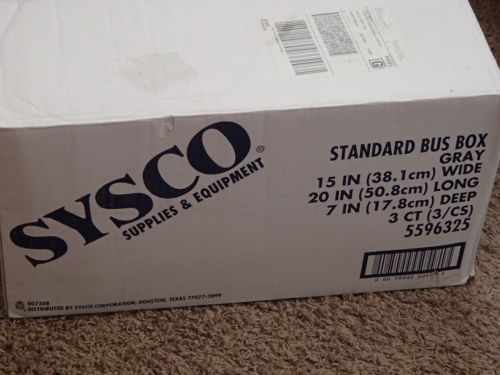 SYSCO®
SUPPLIES & EQUIPMENT
STANDARD BUS BOX
GRAY
15 IN (38.1cm) WIDE
20 IN (50.8cm) LONG
7 IN (17.8cm) DEEP
3 CT (3/CS)
5596325
007308
DISTRIBUTED BY SYSCO CORPORATION, HOUSTON, TEXAS 77077-2099